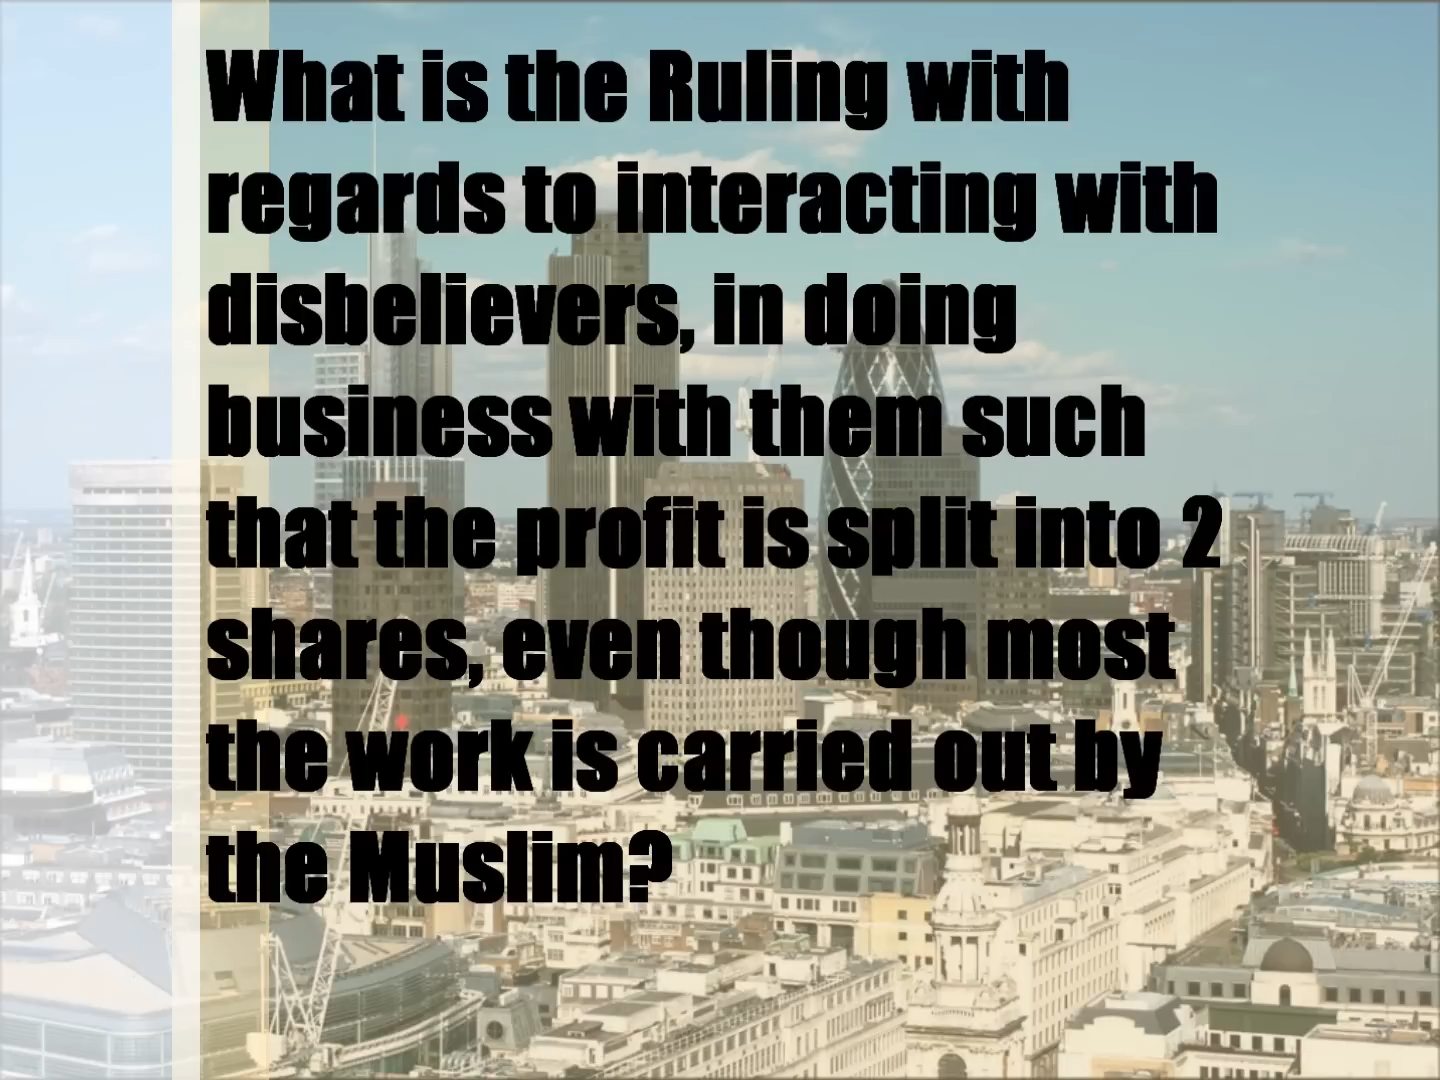 What is the Ruling with
regards to interacting with
disbelievers, in doing
business with them such
that the profit is split into 2
shares, even though most
the work is carried out by
the Muslim?